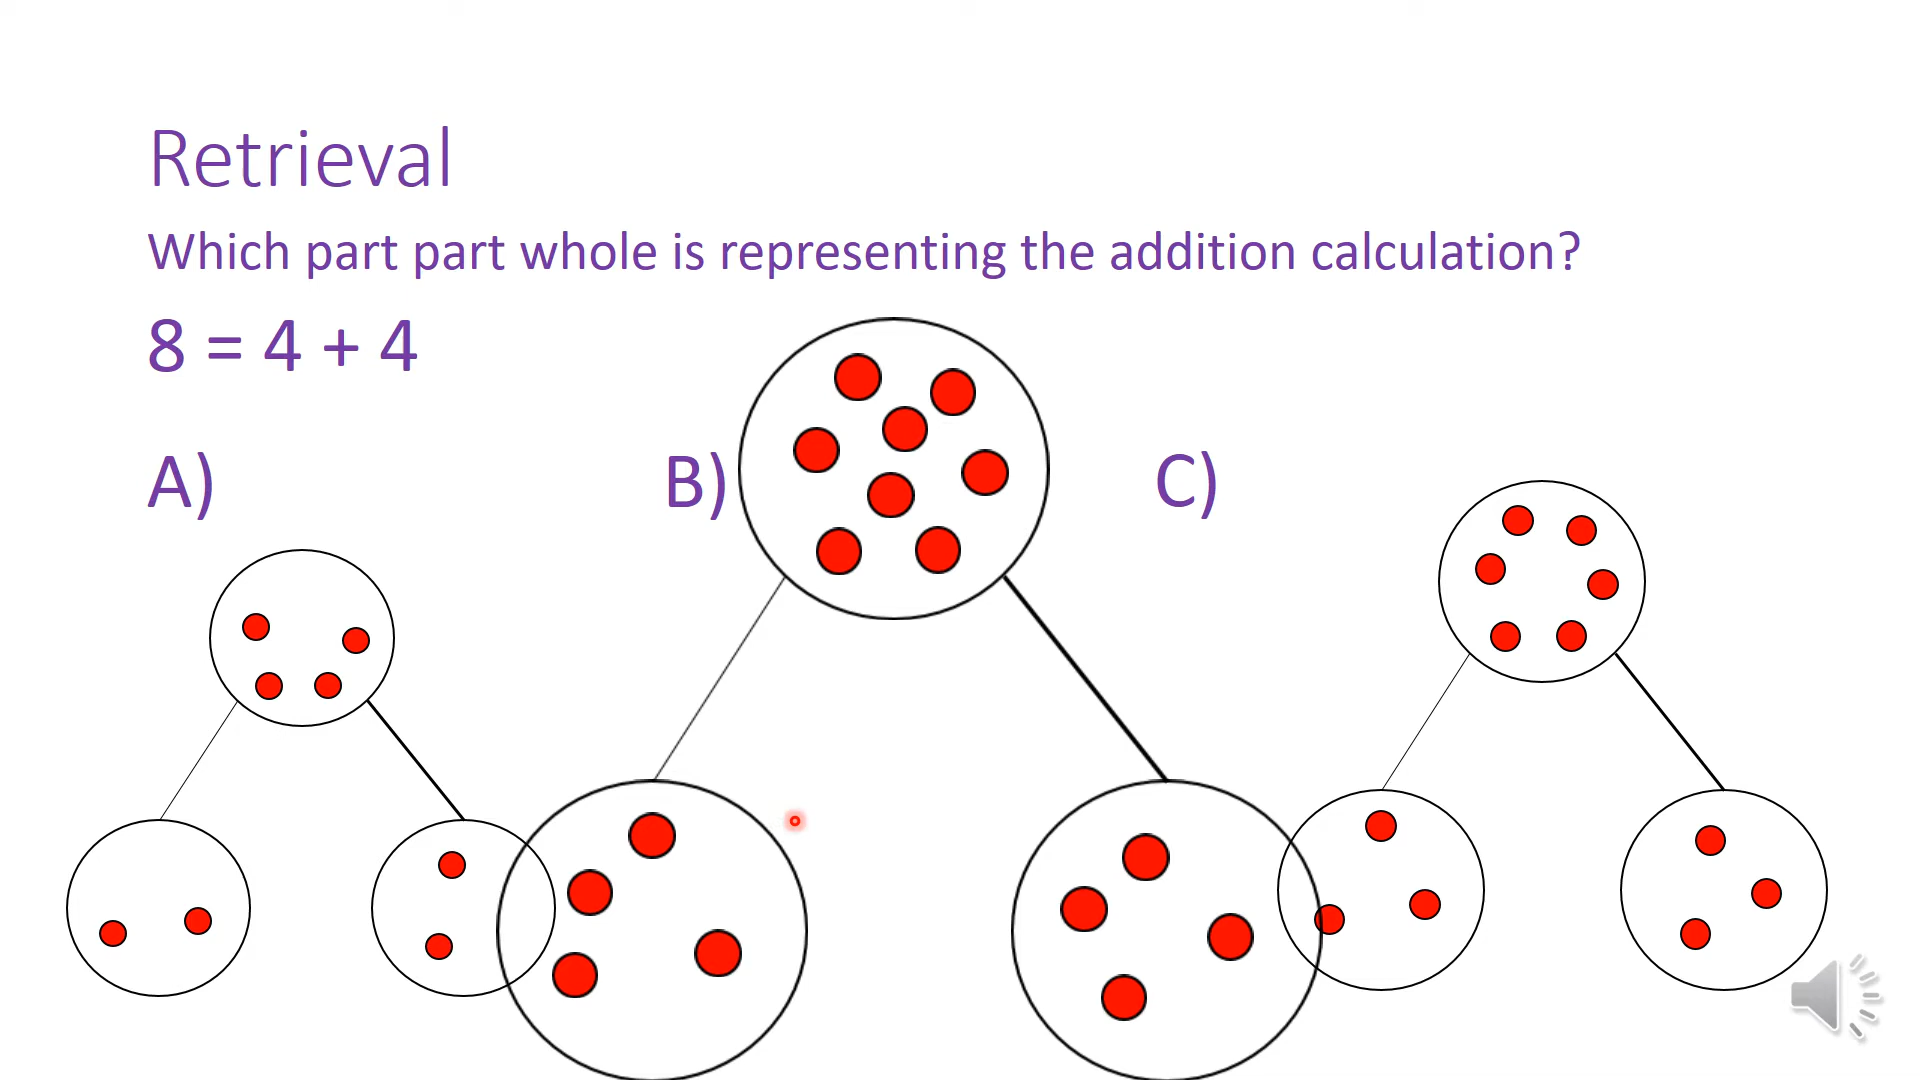 Retrieval
Which part part whole is representing the addition calculation?
8 = 4 + 4
A)
B)
C)